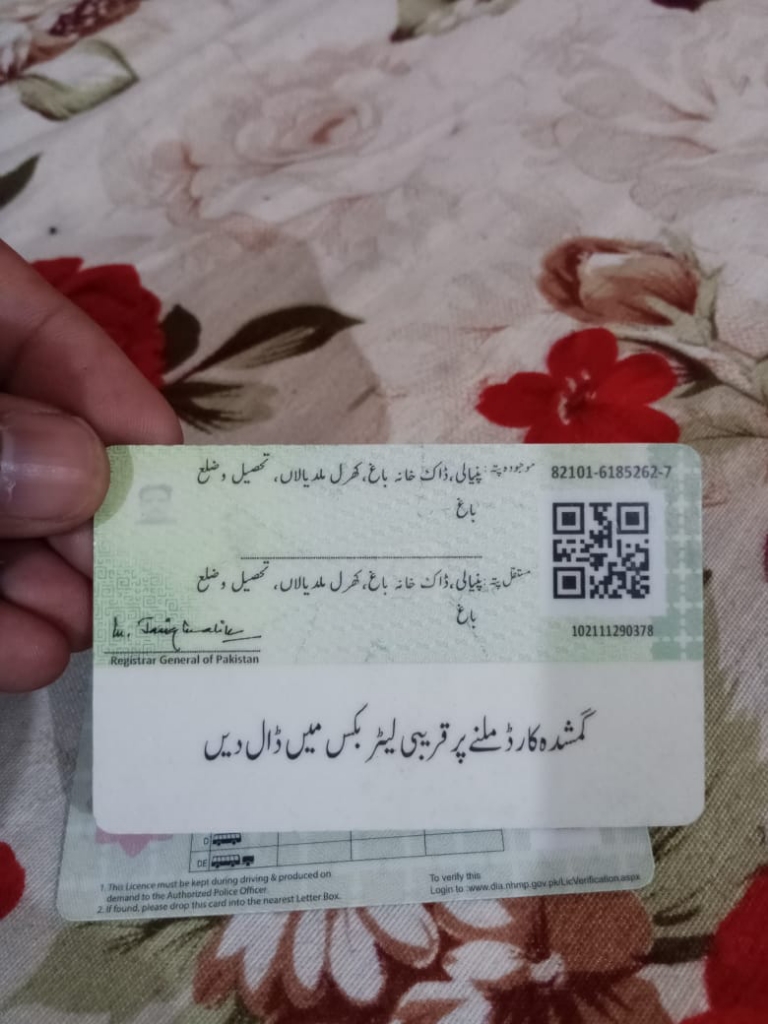 82101-6185262-7
موجودہ پتہ: پنیالی، ڈاک خانہ باغ، کھرل ملدیالاں، تحصیل و ضلع
باغ
مستقل پتہ: پنیالی، ڈاک خانہ باغ، کھرل ملدیالاں، تحصیل و ضلع
باغ
102111290378
Registrar General of Pakistan
گمشدہ کارڈ ملنے پر قریبی لیٹر بکس میں ڈال دیں
D
DE
1. This Licence must be kept during driving & produced on
demand to the Authorized Police Officer.
2. If found, please drop this card into the nearest Letter Box.
To verify this
Login to :www.dia.nhmp.gov.pk/LicVerification.aspx